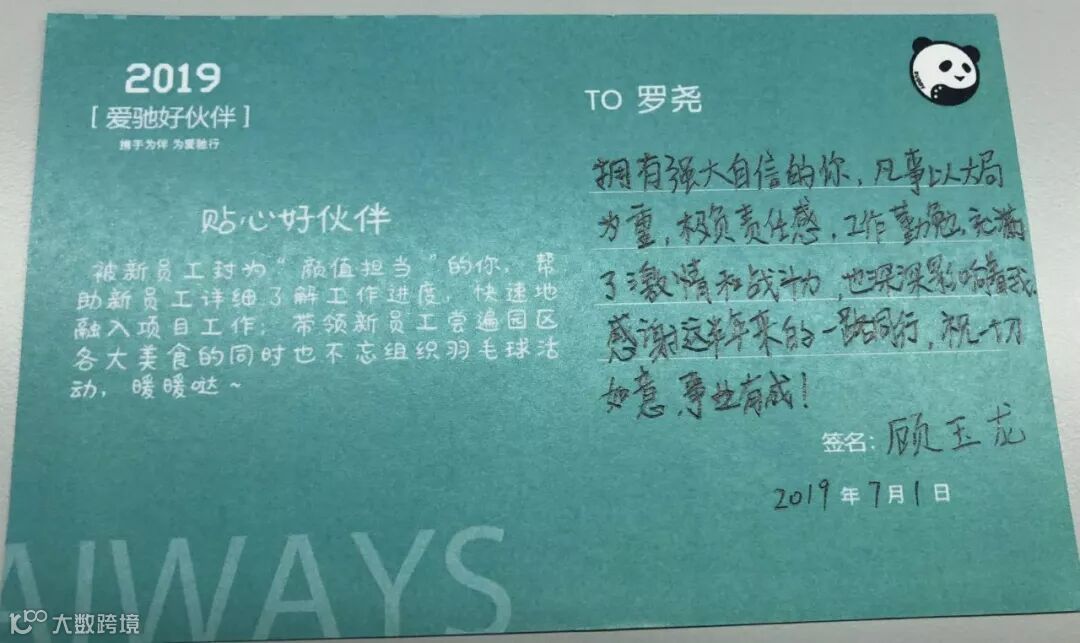 2019
[爱驰好伙伴]
携手为伴 为爱驰行
贴心好伙伴
被新员工封为“颜值担当”的你，帮
助新员工详细了解工作进度，快速地
融入项目工作；带领新员工尝遍园区
各大美食的同时也不忘组织羽毛球活
动，暖暖哒~
TO 罗尧
拥有强大自信的你，凡事以大局
为重，极负责任感，工作勤勉，充满
了激情和战斗力，也深深影响着我，
感谢这半年来的一路同行，祝一切
如意，事业有成！
签名：顾玉龙
2019年7月1日
AIWAYS
大数跨境